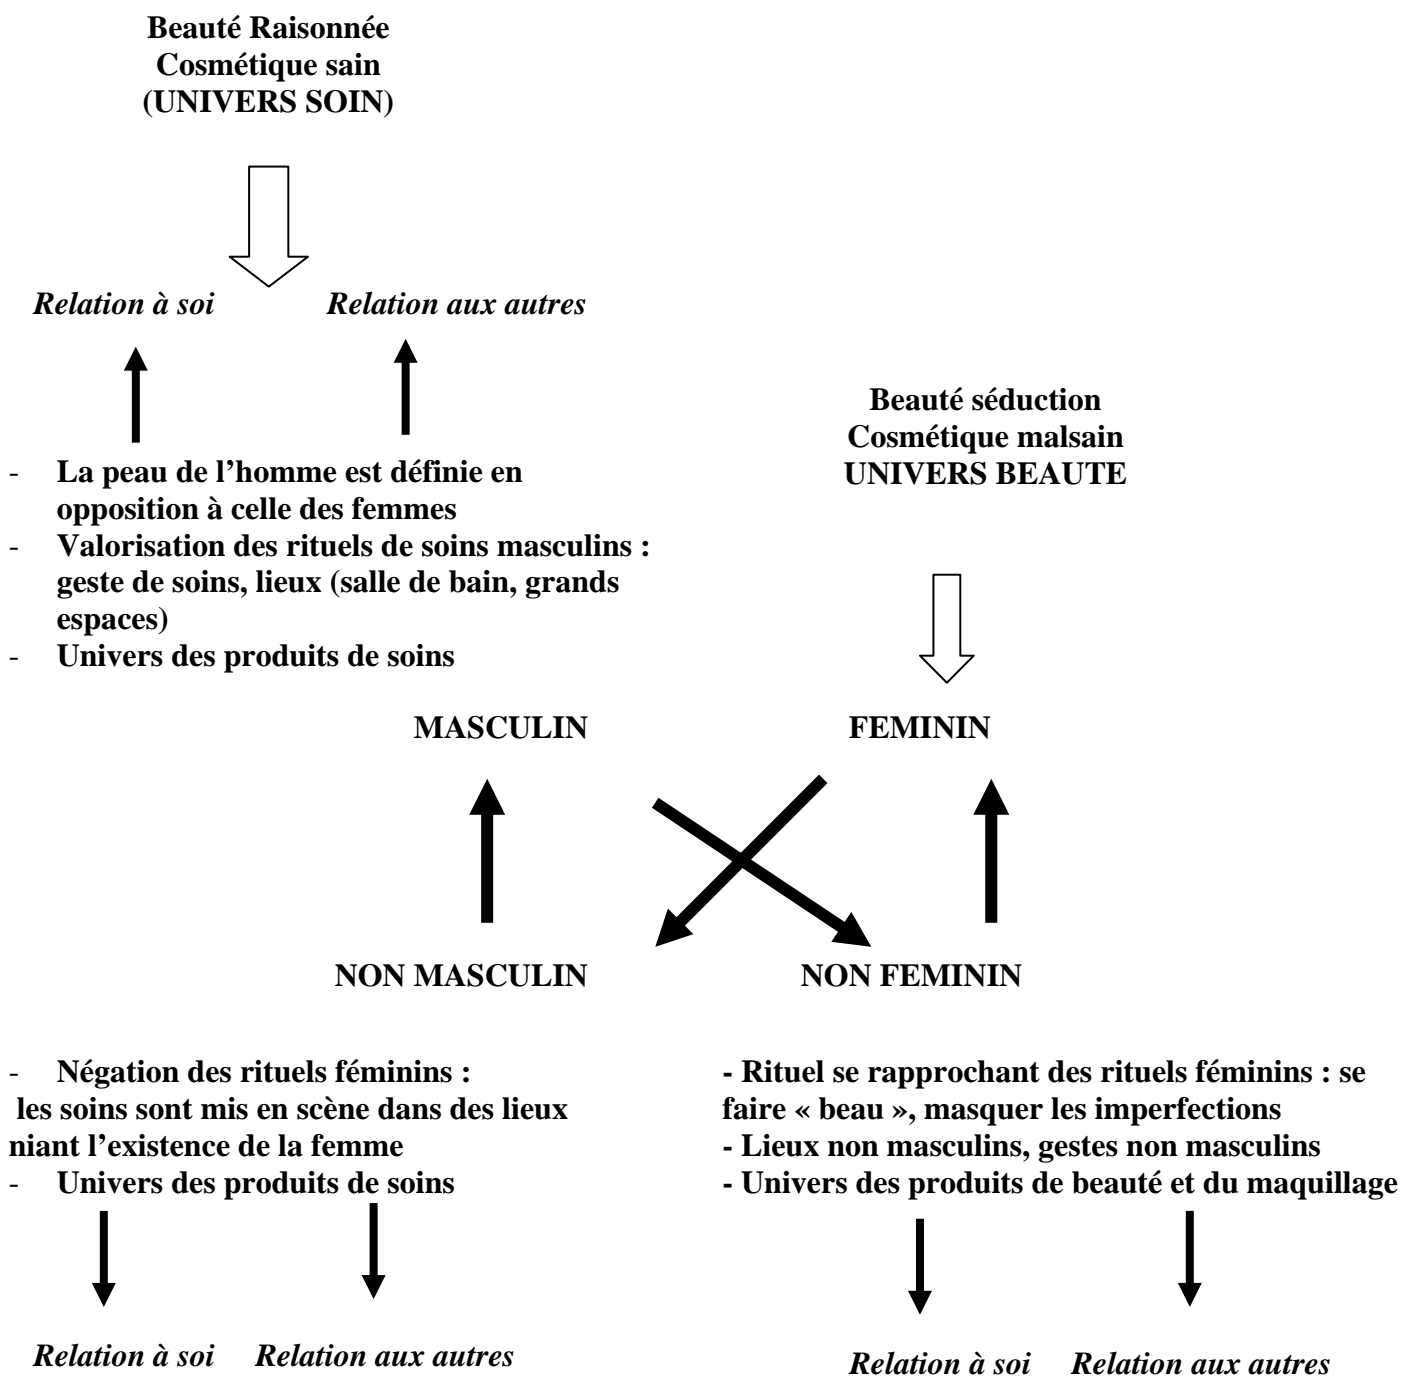 Beauté Raisonnée
Cosmétique sain
(UNIVERS SOIN)
Relation à soi
Relation aux autres
Beauté séduction
Cosmétique malsain
UNIVERS BEAUTE
- La peau de l’homme est définie en
opposition à celle des femmes
- Valorisation des rituels de soins masculins :
geste de soins, lieux (salle de bain, grands
espaces)
- Univers des produits de soins
MASCULIN
FEMININ
NON MASCULIN
NON FEMININ
- Négation des rituels féminins :
les soins sont mis en scène dans des lieux
niant l’existence de la femme
- Univers des produits de soins
- Rituel se rapprochant des rituels féminins : se
faire « beau », masquer les imperfections
- Lieux non masculins, gestes non masculins
- Univers des produits de beauté et du maquillage
Relation à soi
Relation aux autres
Relation à soi
Relation aux autres